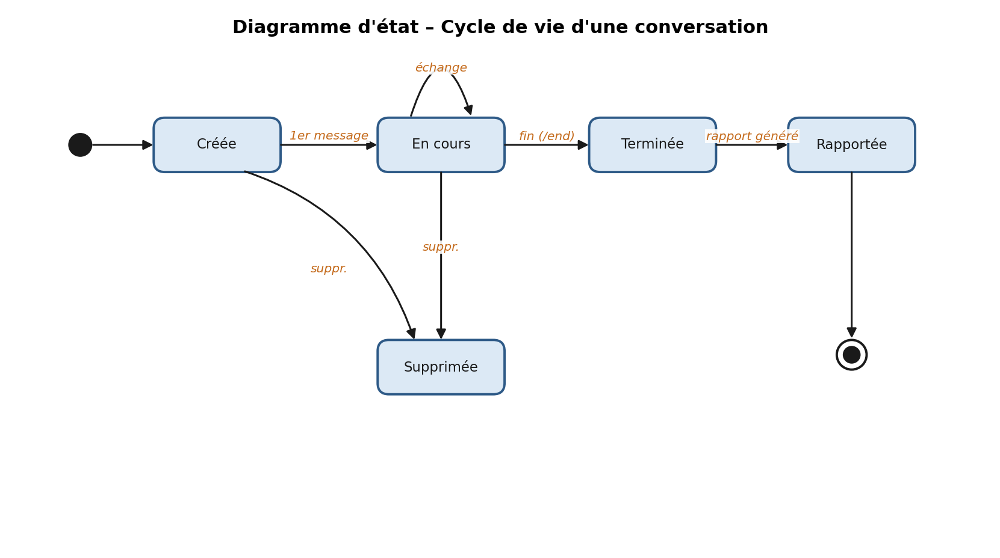 Diagramme d'état – Cycle de vie d'une conversation
échange
Créée
1er message
En cours
fin (/end)
Terminée
rapport généré
Rapportée
suppr.
suppr.
Supprimée